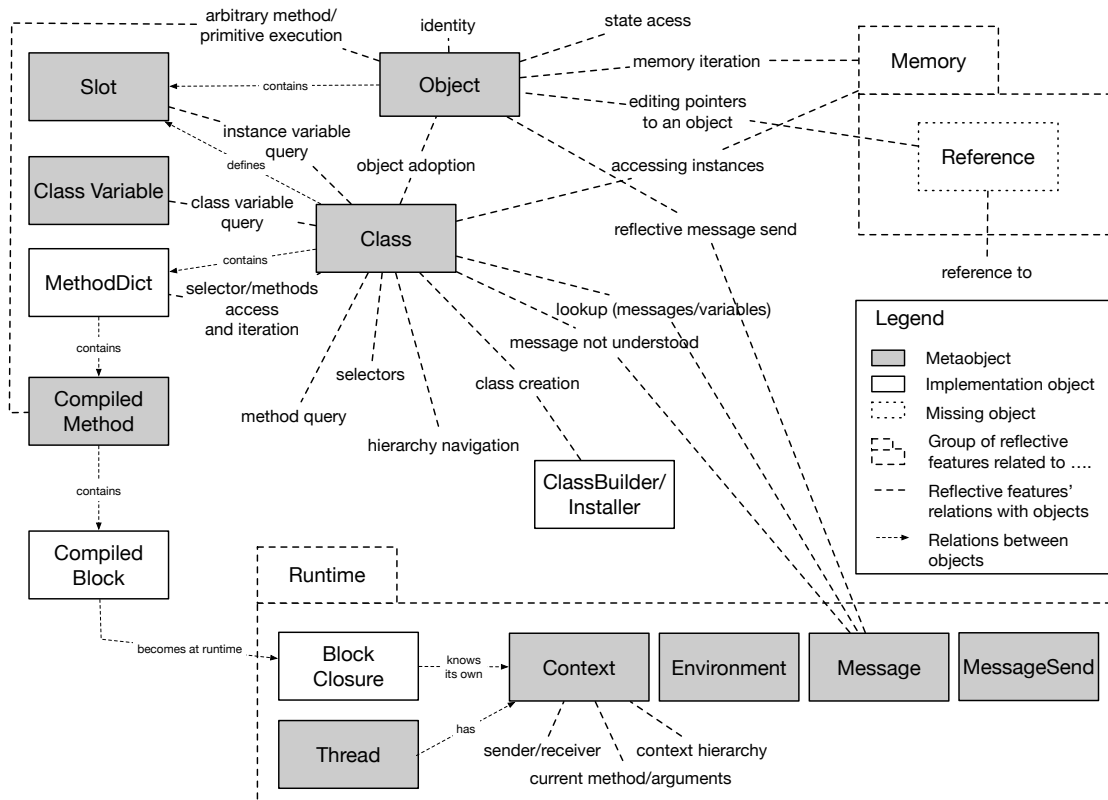 arbitrary method/
primitive execution
identity
state acess
memory iteration
Memory
Slot
contains
Object
editing pointers
to an object
instance variable
query
Reference
defines
object adoption
accessing instances
Class Variable
class variable
query
Class
reflective message send
contains
reference to
MethodDict
selector/methods
access
and iteration
lookup (messages/variables)
message not understood
contains
selectors
class creation
Compiled
Method
method query
hierarchy navigation
Legend
Metaobject
Implementation object
Missing object
Group of reflective
features related to ....
Reflective features’
relations with objects
Relations between
objects
contains
ClassBuilder/
Installer
Compiled
Block
Runtime
becomes at runtime
Block
Closure
knows
its own
Context
Environment
Message
MessageSend
Thread
has
sender/receiver
context hierarchy
current method/arguments